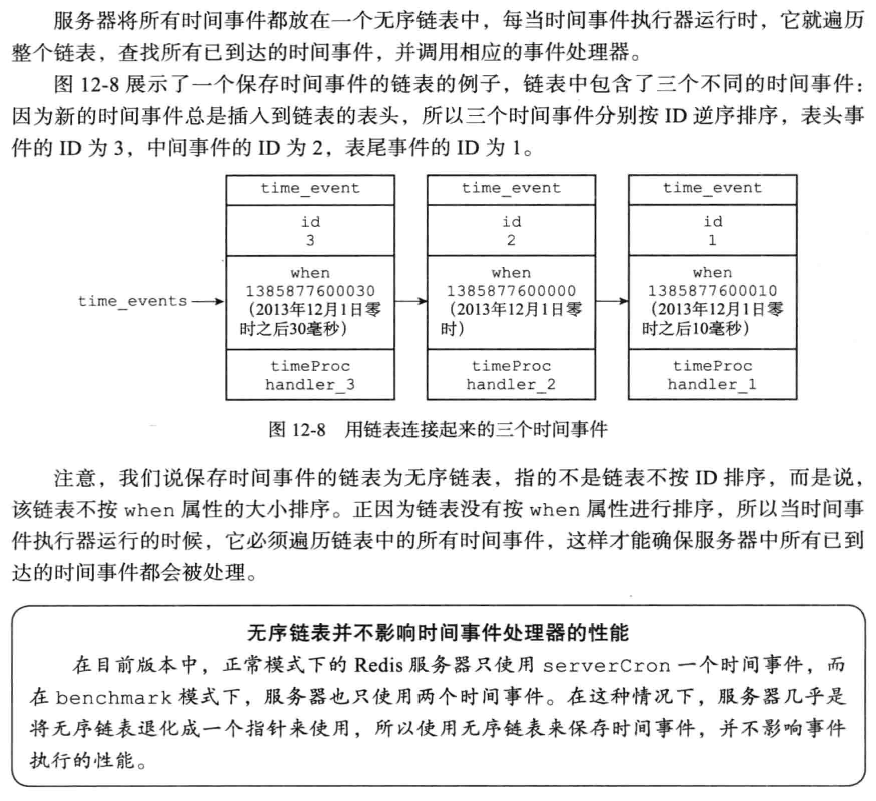 服务器将所有时间事件都放在一个无序链表中，每当时间事件执行器运行时，它就遍历
整个链表，查找所有已到达的时间事件，并调用相应的事件处理器。
图 12-8 展示了一个保存时间事件的链表的例子，链表中包含了三个不同的时间事件：
因为新的时间事件总是插入到链表的表头，所以三个时间事件分别按 ID 逆序排序，表头事
件的 ID 为 3，中间事件的 ID 为 2，表尾事件的 ID 为 1。
time_events
time_event
id
3
when
1385877600030
（2013年12月1日零
时之后30毫秒）
timeProc
handler_3
time_event
id
2
when
1385877600000
（2013年12月1日零
时）
timeProc
handler_2
time_event
id
1
when
1385877600010
（2013年12月1日零
时之后10毫秒）
timeProc
handler_1
图 12-8 用链表连接起来的三个时间事件
注意，我们说保存时间事件的链表为无序链表，指的不是链表不按 ID 排序，而是说，
该链表不按 when 属性的大小排序。正因为链表没有按 when 属性进行排序，所以当时间事
件执行器运行的时候，它必须遍历链表中的所有时间事件，这样才能确保服务器中所有已到
达的时间事件都会被处理。
无序链表并不影响时间事件处理器的性能
在目前版本中，正常模式下的 Redis 服务器只使用 serverCron 一个时间事件，而
在 benchmark 模式下，服务器也只使用两个时间事件。在这种情况下，服务器几乎是
将无序链表退化成一个指针来使用，所以使用无序链表来保存时间事件，并不影响事件
执行的性能。